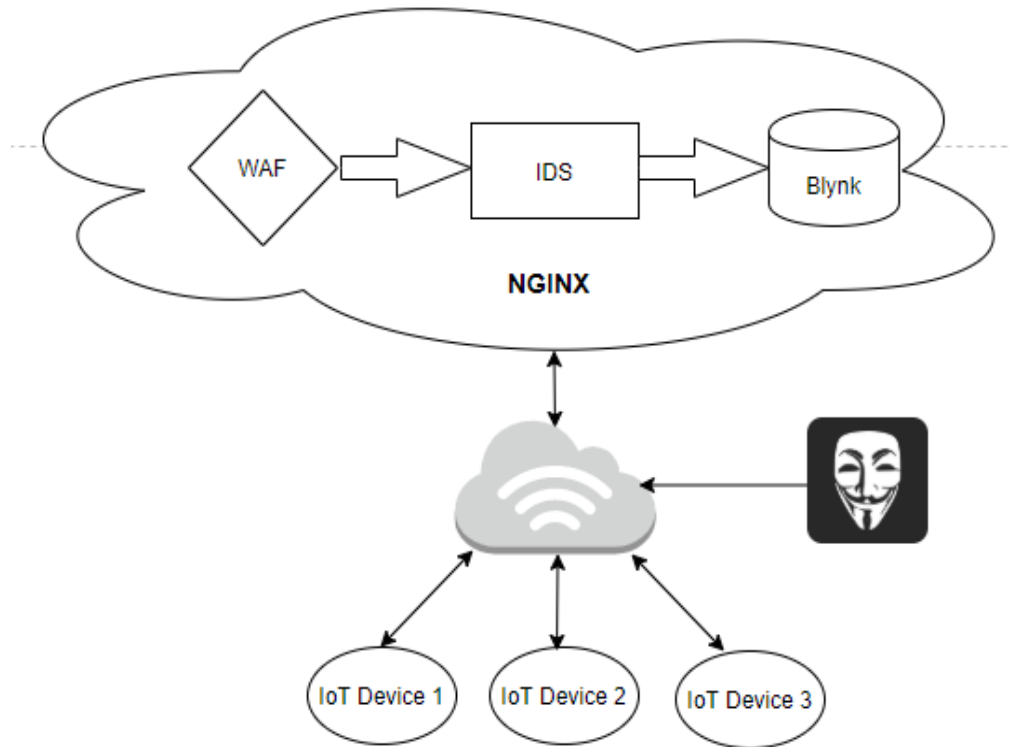 WAF
IDS
Blynk
NGINX
IoT Device 1
IoT Device 2
IoT Device 3